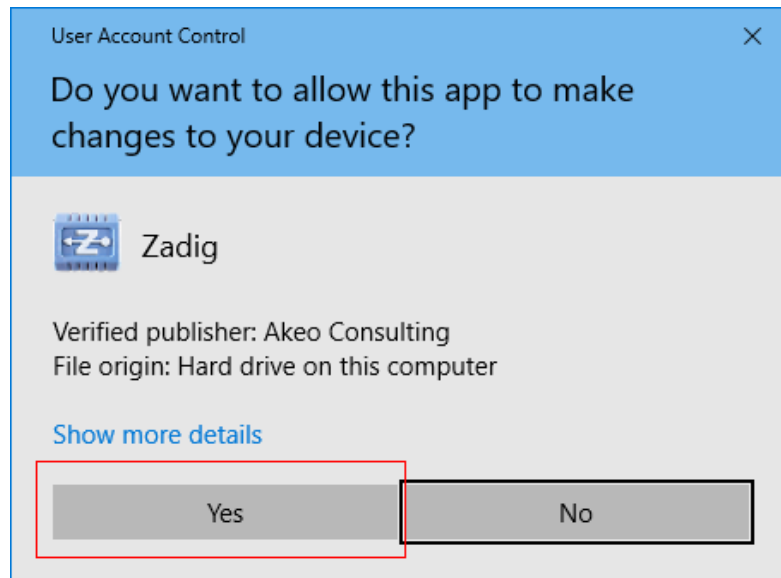 User Account Control
Do you want to allow this app to make
changes to your device?
Zadig
Verified publisher: Akeo Consulting
File origin: Hard drive on this computer
Show more details
Yes
No